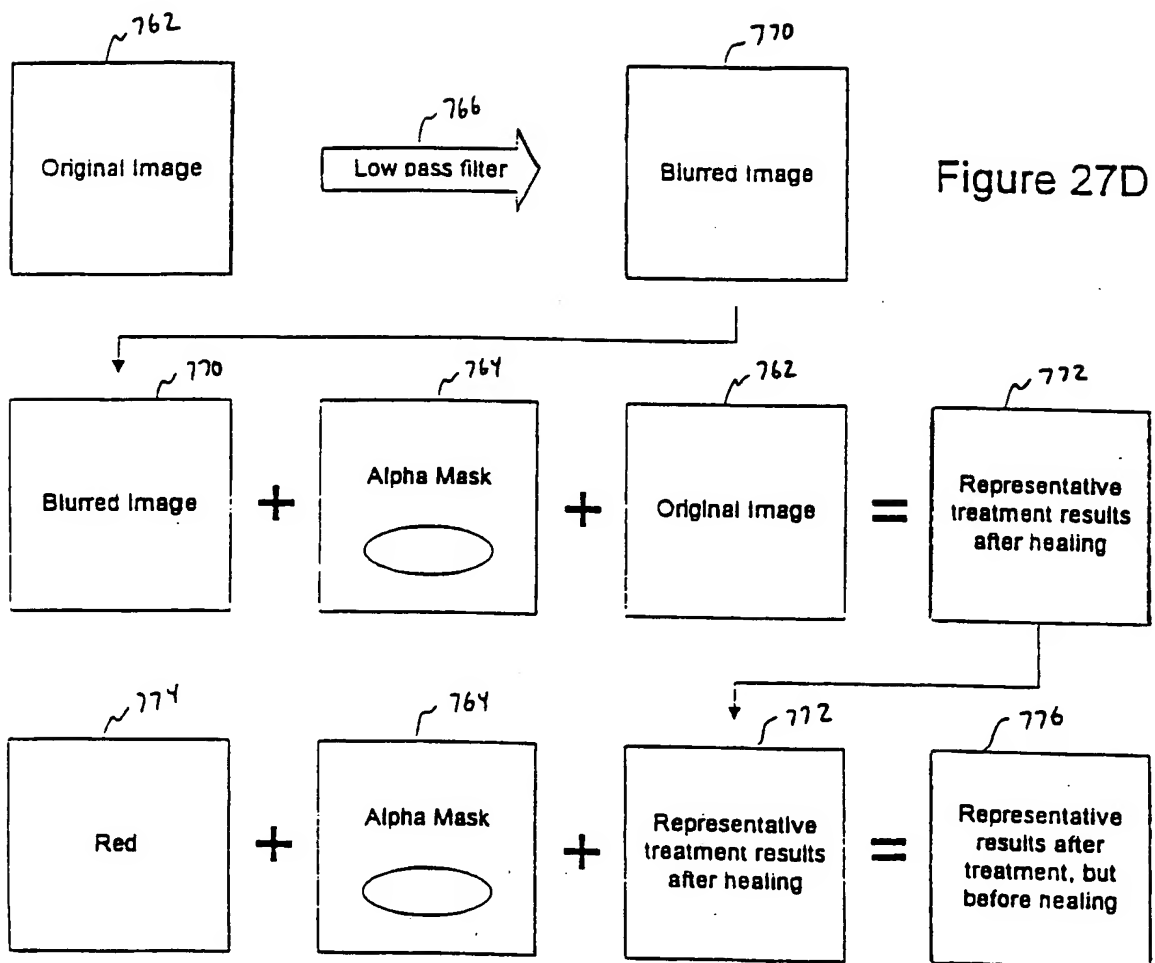 762
770
766
Original Image
Low pass filter
Blurred Image
Figure 27D
770
764
762
772
Blurred Image
+
Alpha Mask
+
Original Image
=
Representative
treatment results
after healing
774
764
772
776
Red
+
Alpha Mask
+
Representative
treatment results
after healing
=
Representative
results after
treatment, but
before nealing